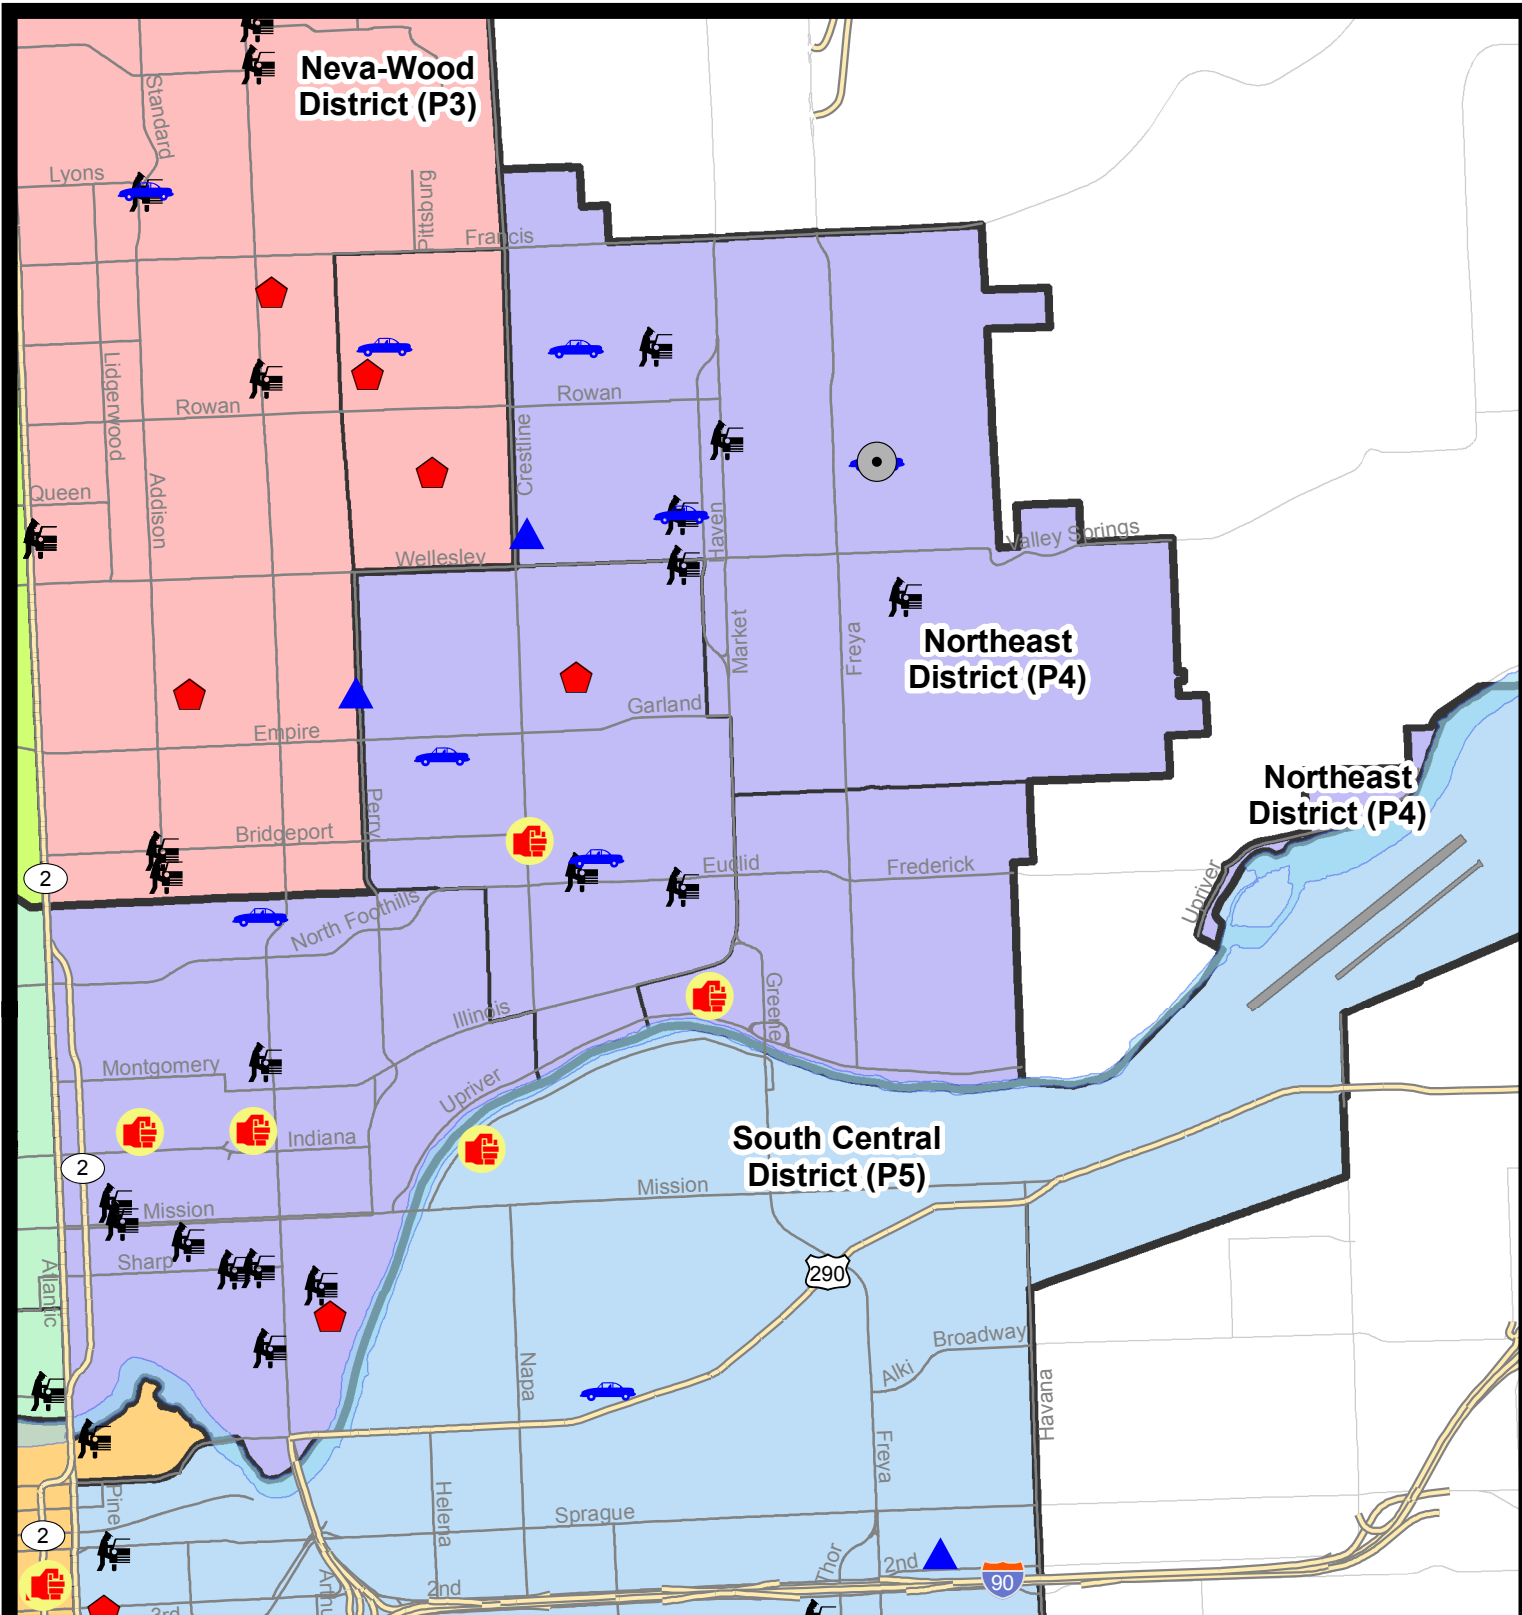 Neva-Wood
District (P3)
Standard
Lyons
Pittsburg
Francis
Lidgerwood
Rowan
Rowan
Crestline
Queen
Addison
Haven
Valley Springs
Wellesley
Market
Freya
Northeast
District (P4)
Garland
Empire
Northeast
District (P4)
Perry
Bridgeport
Euclid
Frederick
Upriver
2
North Foothills
Greene
Illinois
Montgomery
Upriver
Indiana
South Central
District (P5)
2
Mission
Mission
Sharp
Atlantic
290
Broadway
Alki
Napa
Havana
Freya
Pine
Helena
Sprague
2
Thor
2nd
90
2nd
3rd